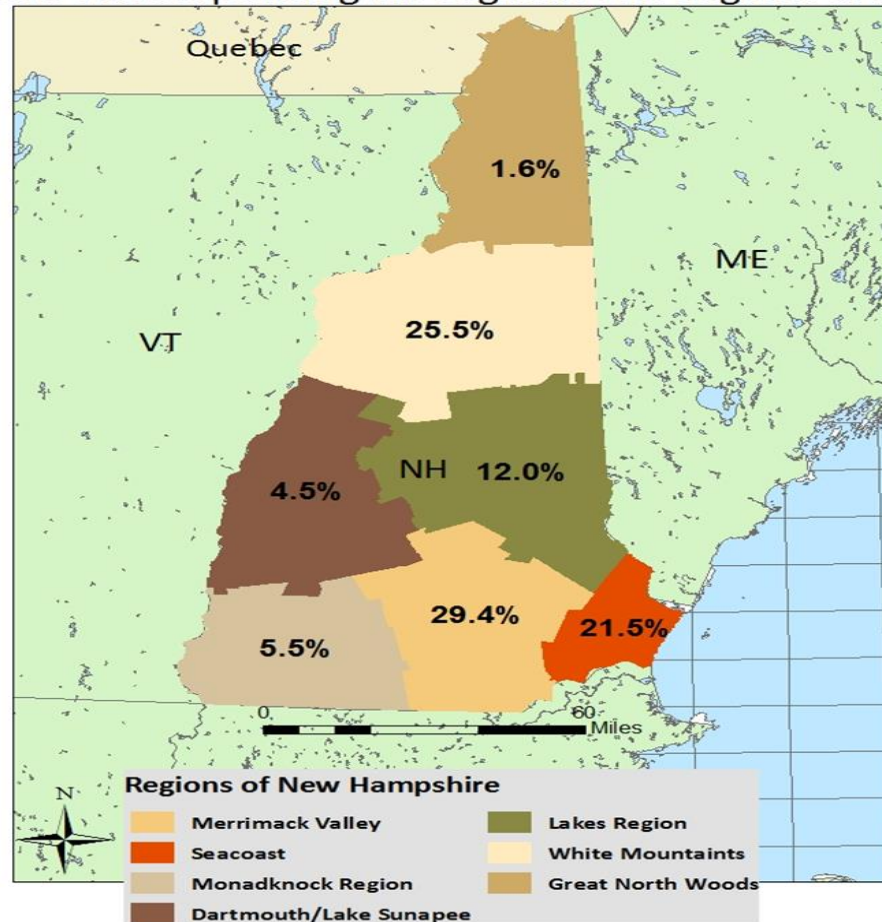 Quebec
1.6%
ME
25.5%
VT
NH 12.0%
4.5%
29.4%
21.5%
5.5%
0 60
Miles
N
Regions of New Hampshire
Merrimack Valley
Seacoast
Monadknock Region
Dartmouth/Lake Sunapee
Lakes Region
White Mountaints
Great North Woods